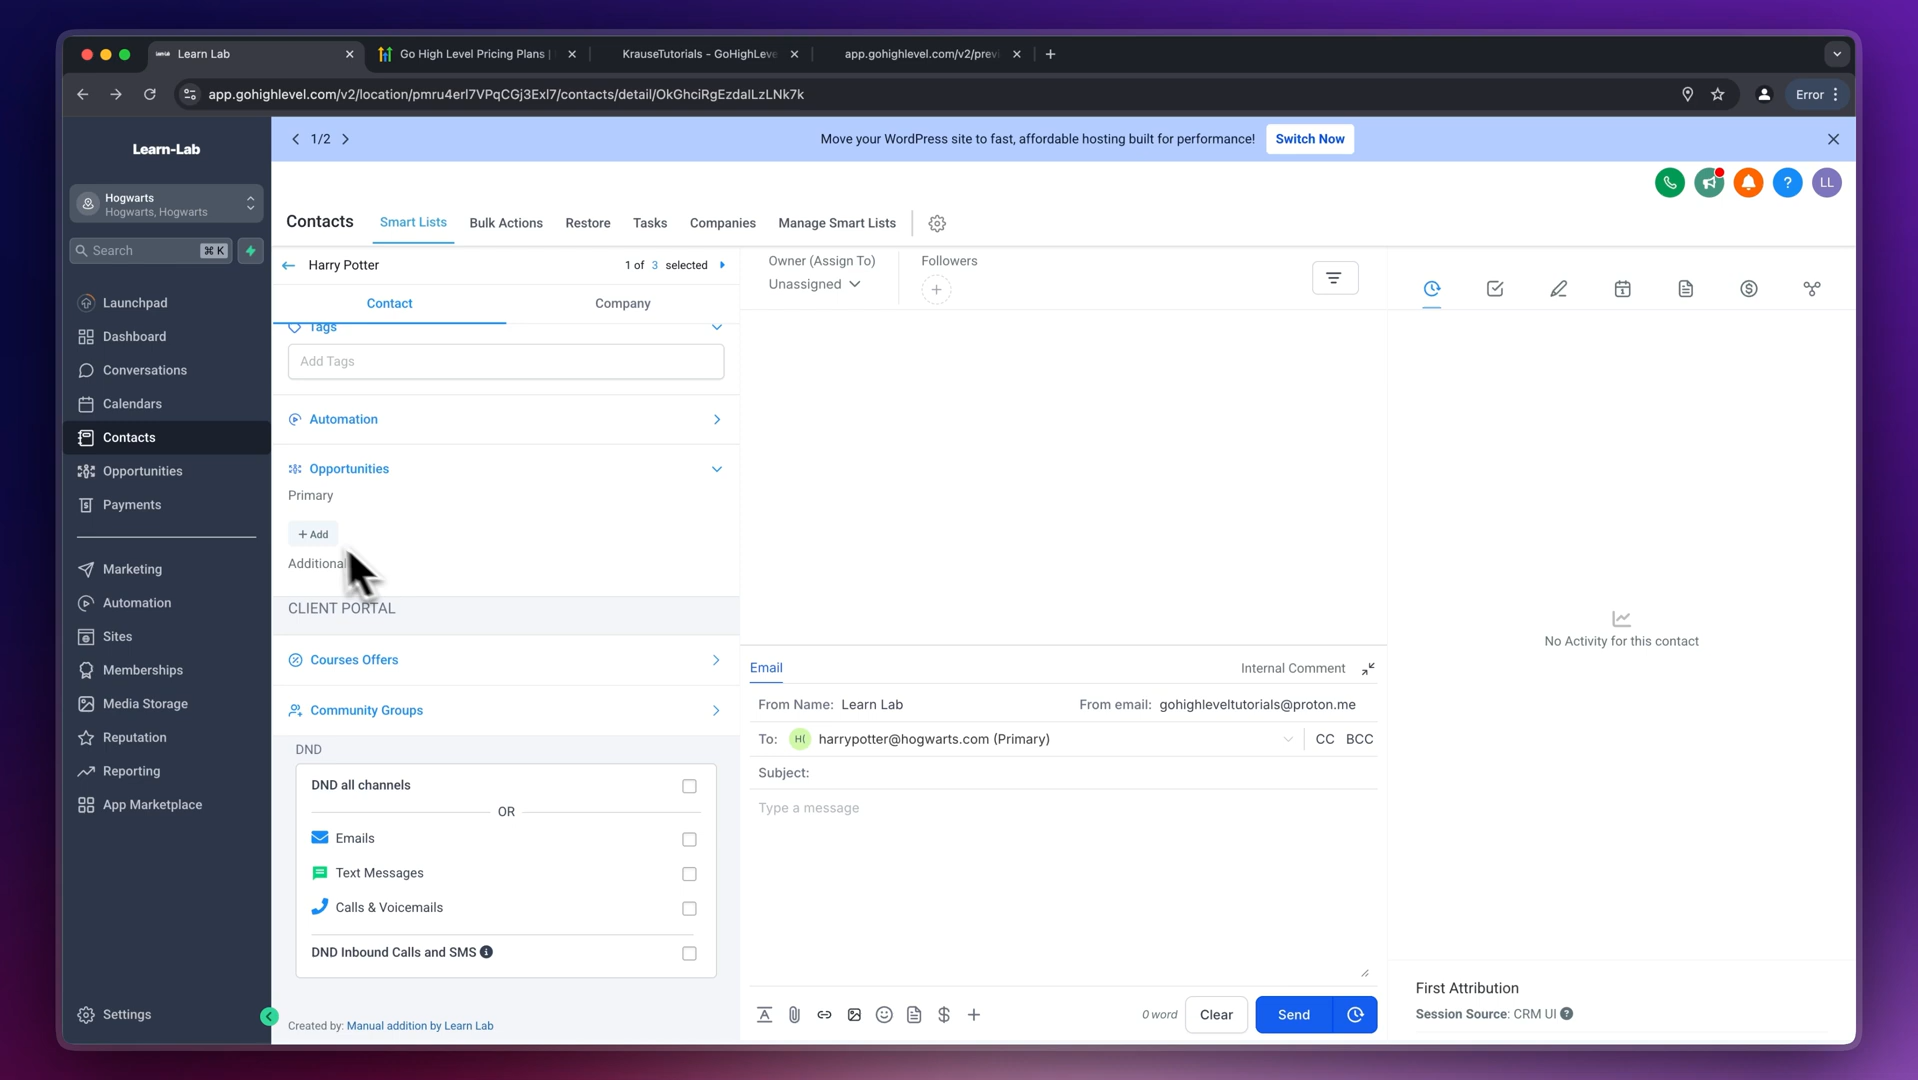 Learn Lab
Go High Level Pricing Plans |
KrauseTutorials - GoHighLeve
app.gohighlevel.com/v2/previ
app.gohighlevel.com/v2/location/pmru4erl7VPqCGj3Exl7/contacts/detail/OkGhciRgEzdalLzLNk7k
Error
Learn-Lab
Hogwarts
Hogwarts, Hogwarts
Search
⌘ K
Launchpad
Dashboard
Conversations
Calendars
Contacts
Opportunities
Payments
Marketing
Automation
Sites
Memberships
Media Storage
Reputation
Reporting
App Marketplace
Settings
1/2
Move your WordPress site to fast, affordable hosting built for performance!
Switch Now
LL
Contacts
Smart Lists
Bulk Actions
Restore
Tasks
Companies
Manage Smart Lists
Harry Potter
1 of 3 selected
Contact
Company
Tags
Add Tags
Automation
Opportunities
Primary
+ Add
Additional
CLIENT PORTAL
Courses Offers
Community Groups
DND
DND all channels
OR
Emails
Text Messages
Calls & Voicemails
DND Inbound Calls and SMS
Created by: Manual addition by Learn Lab
Owner (Assign To)
Unassigned
Followers
Email
Internal Comment
From Name: Learn Lab
From email: gohighleveltutorials@proton.me
To: H( harrypotter@hogwarts.com (Primary)
CC BCC
Subject:
Type a message
0 word
Clear
Send
No Activity for this contact
First Attribution
Session Source: CRM UI